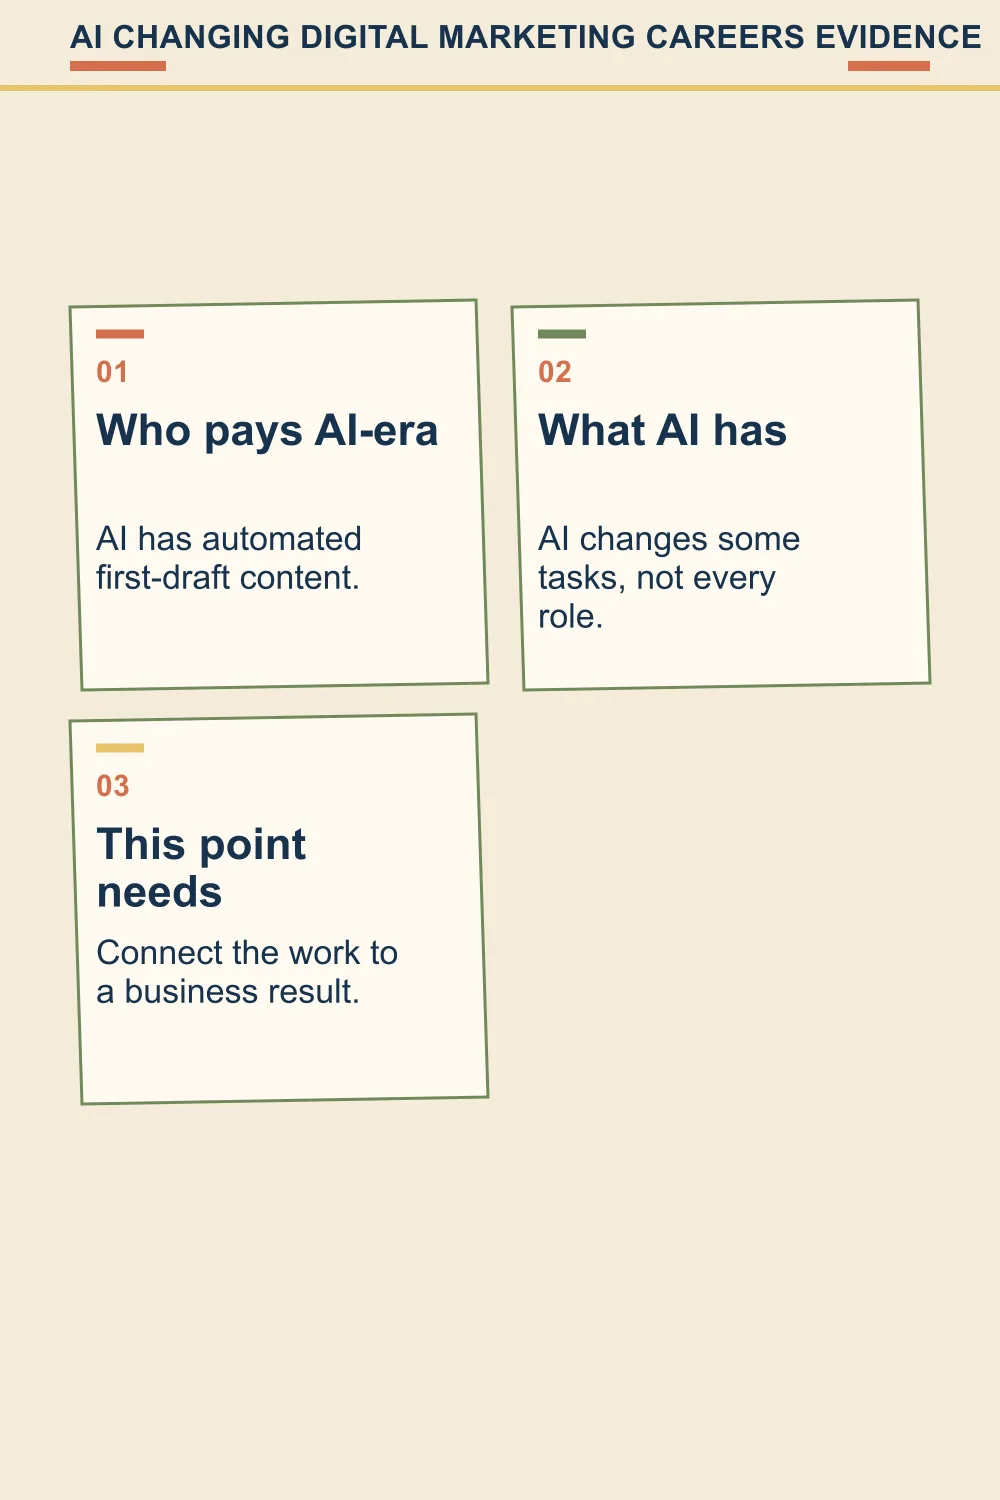 AI CHANGING DIGITAL MARKETING CAREERS EVIDENCE
01
Who pays AI-era
AI has automated
first-draft content.
02
What AI has
AI changes some
tasks, not every
role.
03
This point
needs
Connect the work to
a business result.